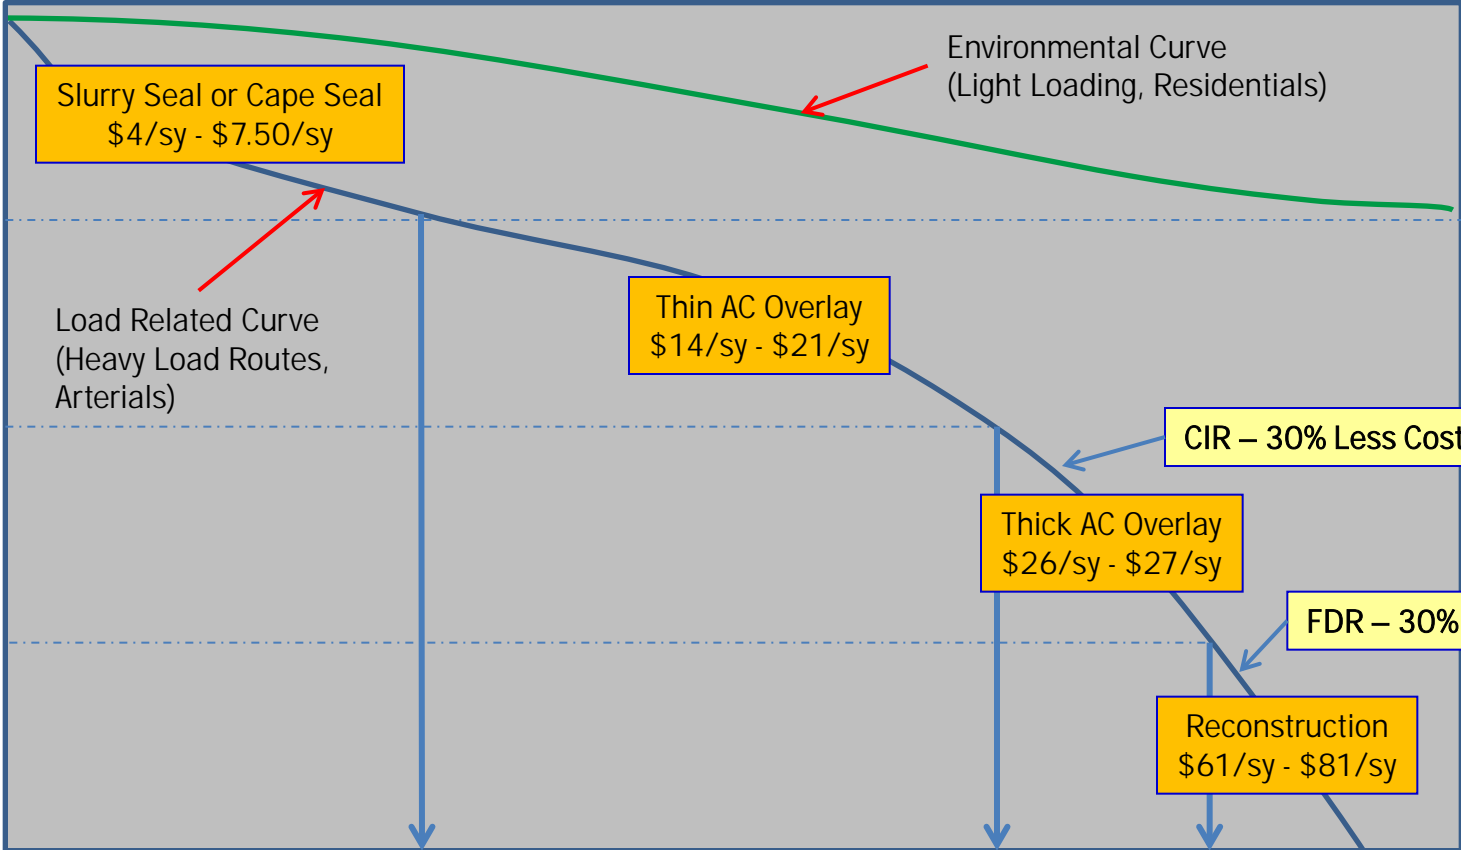 Environmental Curve
(Light Loading, Residentials)
Slurry Seal or Cape Seal
$4/sy - $7.50/sy
Load Related Curve
(Heavy Load Routes,
Arterials)
Thin AC Overlay
$14/sy - $21/sy
CIR – 30% Less Cost
Thick AC Overlay
$26/sy - $27/sy
FDR – 30%
Reconstruction
$61/sy - $81/sy